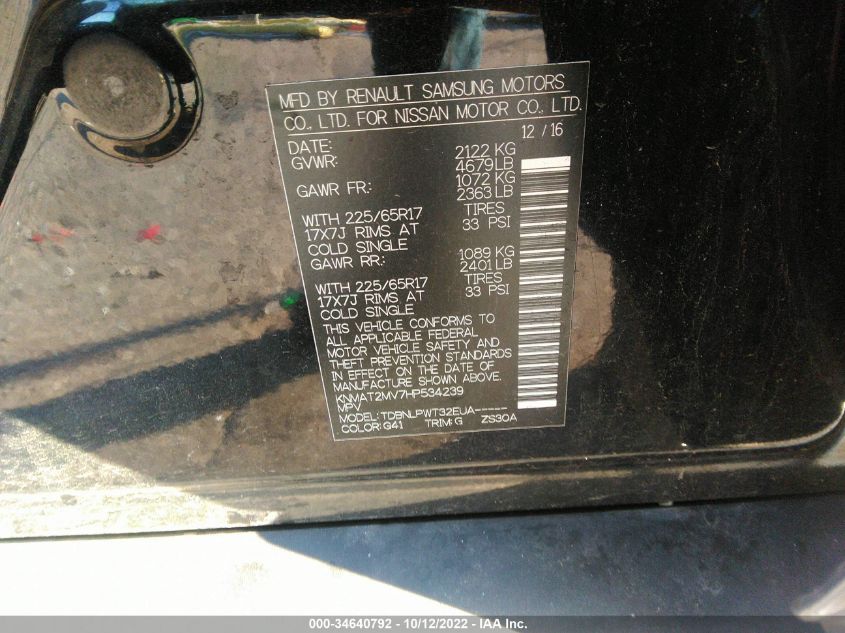 MFD BY RENAULT SAMSUNG MOTORS
CO., LTD. FOR NISSAN MOTOR CO., LTD.
DATE: 12 / 16
GVWR: 2122 KG
4679 LB
GAWR FR.: 1072 KG
2363 LB
WITH 225/65R17 TIRES
17X7J RIMS AT 33 PSI
COLD SINGLE
GAWR RR.: 1089 KG
2401 LB
WITH 225/65R17 TIRES
17X7J RIMS AT 33 PSI
COLD SINGLE
THIS VEHICLE CONFORMS TO
ALL APPLICABLE FEDERAL
MOTOR VEHICLE SAFETY AND
THEFT PREVENTION STANDARDS
IN EFFECT ON THE DATE OF
MANUFACTURE SHOWN ABOVE.
KNMAT2MV7HP534239
MPV
MODEL: TDBNLPWT32EUA-----
COLOR: G41 TRIM: G ZS30A
000-34640792 - 10/12/2022 - IAA Inc.